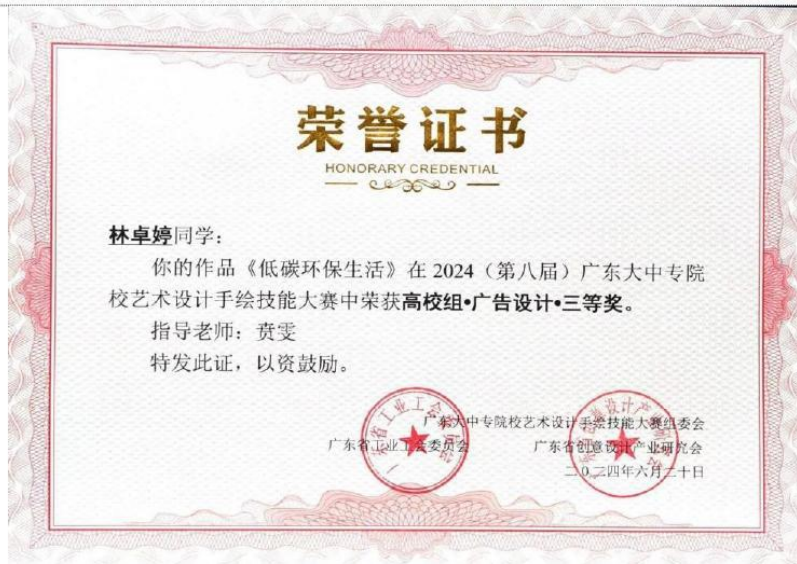 荣誉证书
HONORARY CREDENTIAL
林卓婷同学：
你的作品《低碳环保生活》在 2024（第八届）广东大中专院
校艺术设计手绘技能大赛中荣获高校组•广告设计•三等奖。
指导老师：贲雯
特发此证，以资鼓励。
广东大中专院校艺术设计手绘技能大赛组委会
广东省工业工会委员会 广东省创意设计产业研究会
二〇二四年六月二十日